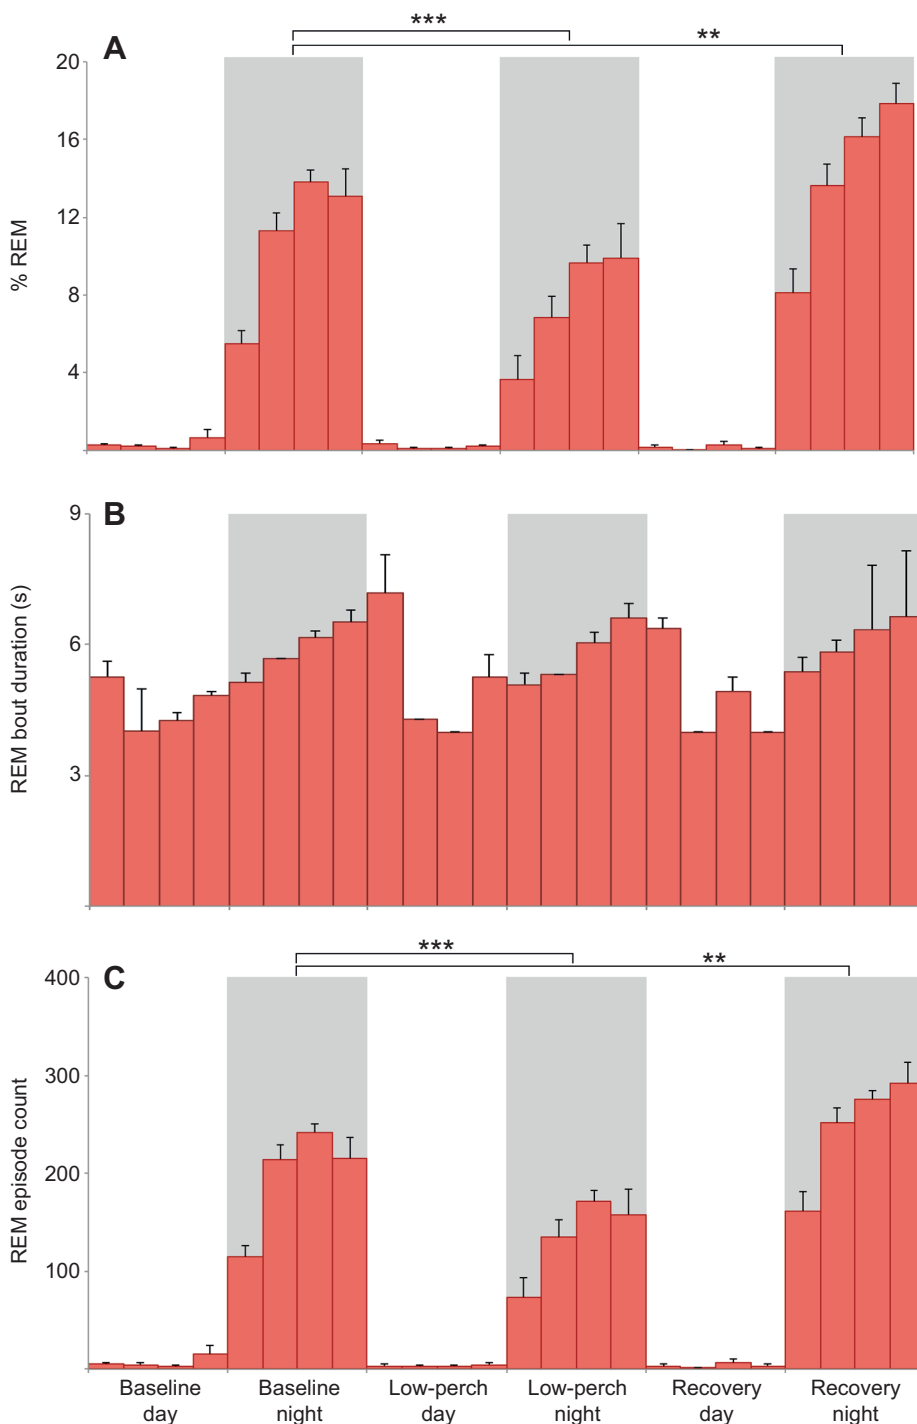 ***
**
A
20
16
12
8
4
% REM
B
9
6
3
REM bout duration (s)
***
**
C
400
300
200
100
REM episode count
Baseline day
Baseline night
Low-perch day
Low-perch night
Recovery day
Recovery night